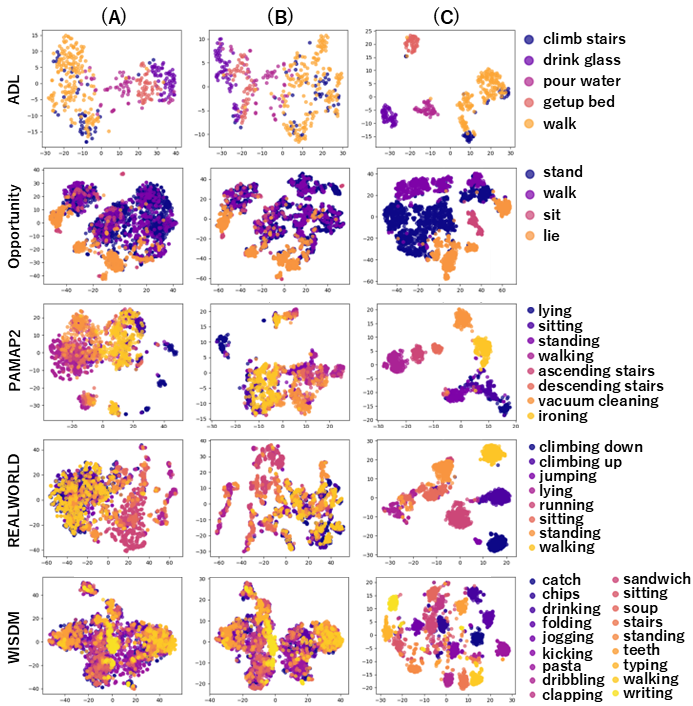 (A) (B) (C)
ADL
climb stairs
drink glass
pour water
getup bed
walk
Opportunity
stand
walk
sit
lie
PAMAP2
lying
sitting
standing
walking
ascending stairs
descending stairs
vacuum cleaning
ironing
REALWORLD
climbing down
climbing up
jumping
lying
running
sitting
standing
walking
WISDM
catch
chips
drinking
folding
jogging
kicking
pasta
dribbling
clapping
sandwich
sitting
soup
stairs
standing
teeth
typing
walking
writing